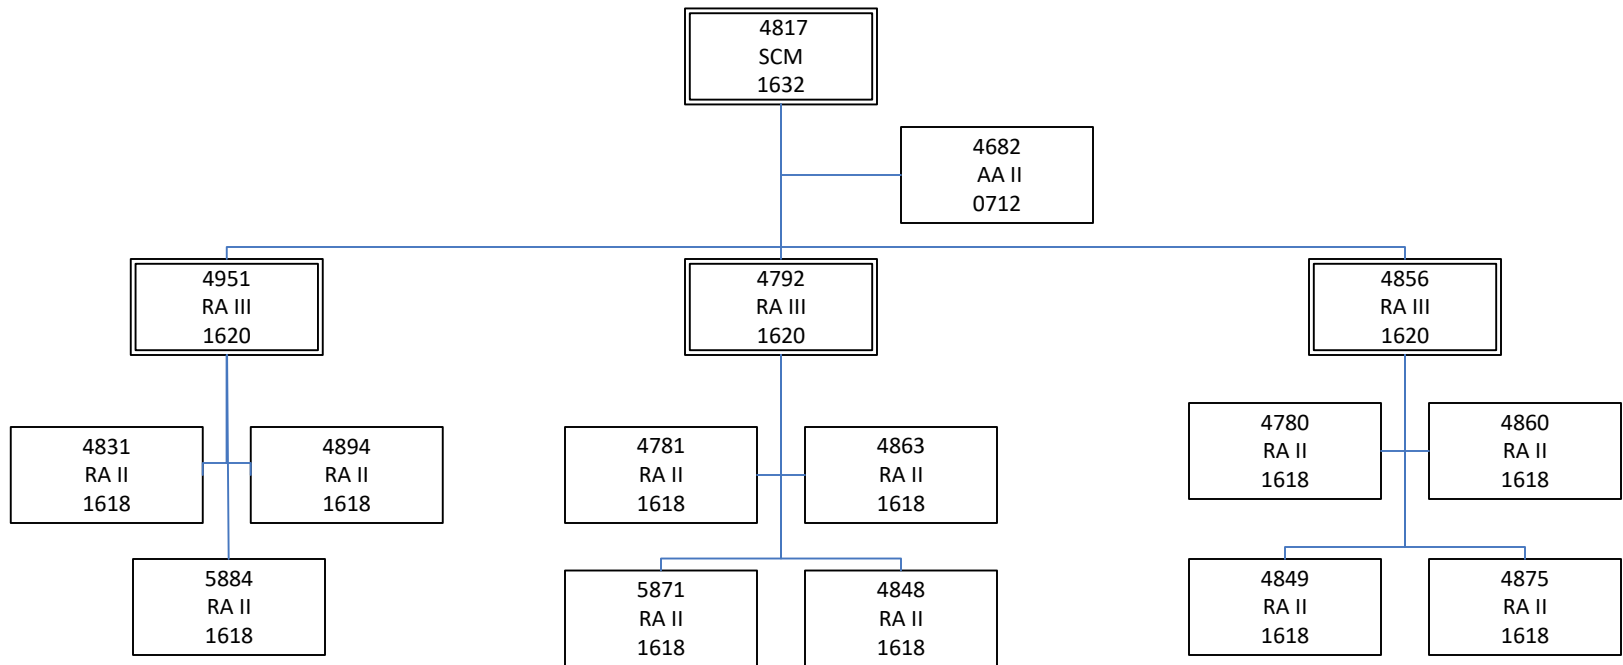 4817
SCM
1632
4682
AA II
0712
4951
RA III
1620
4792
RA III
1620
4856
RA III
1620
4831
RA II
1618
4894
RA II
1618
5884
RA II
1618
4781
RA II
1618
4863
RA II
1618
5871
RA II
1618
4848
RA II
1618
4780
RA II
1618
4860
RA II
1618
4849
RA II
1618
4875
RA II
1618